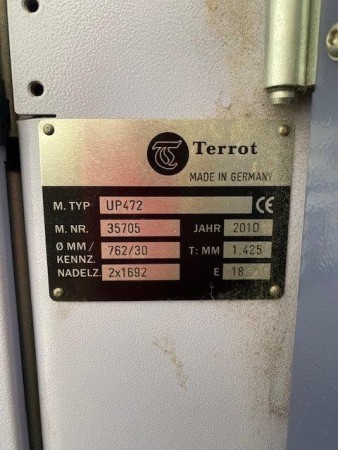 Terrot
MADE IN GERMANY
M. TYP UP472 CE
M. NR. 35705 JAHR 2010
Ø MM / KENNZ. 762/30 T: MM 1,425
NADELZ. 2x1692 E 18